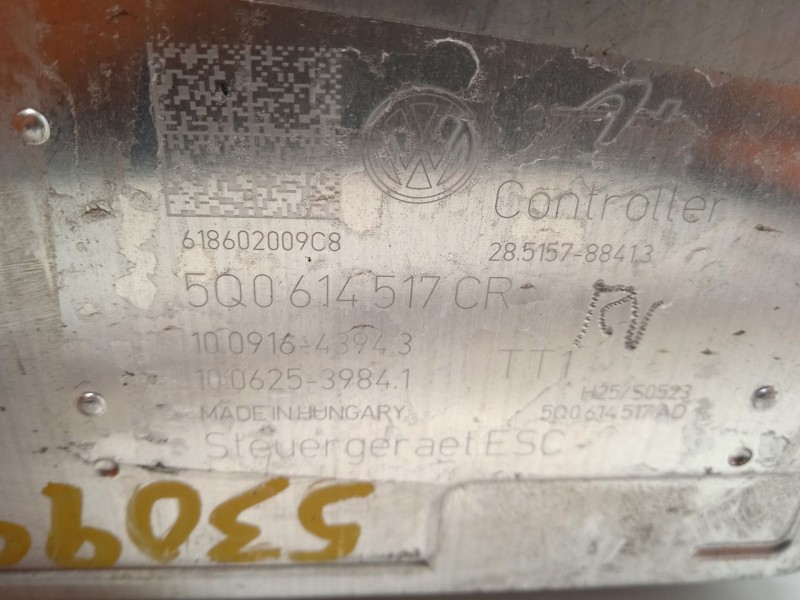 Controller
618602009C8
28.5157-88413
5Q0 614 517 CR
10.0916-4394.3
TT1
10.0625-3984.1
H25/S0523
MADE IN HUNGARY
5Q0 614 517 AD
Steuergeraet ESC